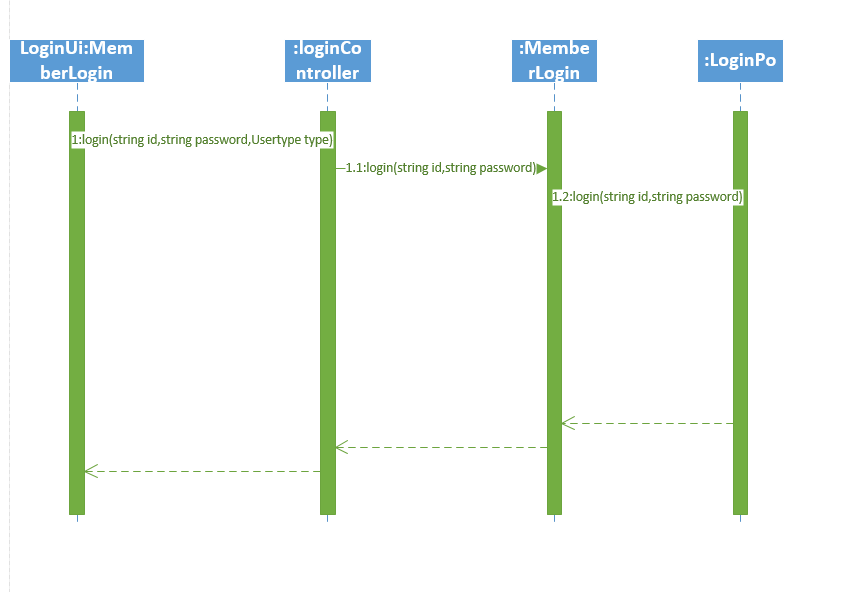 LoginUi:Mem
berLogin
:loginCo
ntroller
:Membe
rLogin
:LoginPo
1:login(string id,string password,Usertype type)
1.1:login(string id,string password)
1.2:login(string id,string password)